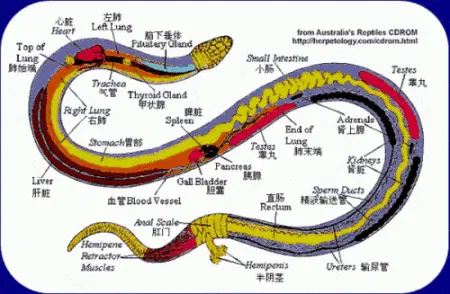 from Australia's Reptiles CDROM
http://herpetology.com/cdrom.html
心脏
Heart
左肺
Left Lung
脑下垂体
Pituitary Gland
Top of
Lung
肺始端
Trachea
气管
Thyroid Gland
甲状腺
Small Intestine
小肠
Testes
睾丸
Right Lung
右肺
脾脏
Spleen
Adrenals
肾上腺
Stomach胃部
Testes
睾丸
End of
Lung
肺末端
Kidneys
肾脏
Liver
肝脏
Pancreas
胰腺
Gall Bladder
胆囊
血管Blood Vessel
Sperm Ducts
精液输送管
Anal Scale
肛门
直肠
Rectum
Hemipene
Retractor
Muscles
Hemipenis
半阴茎
Ureters 输尿管